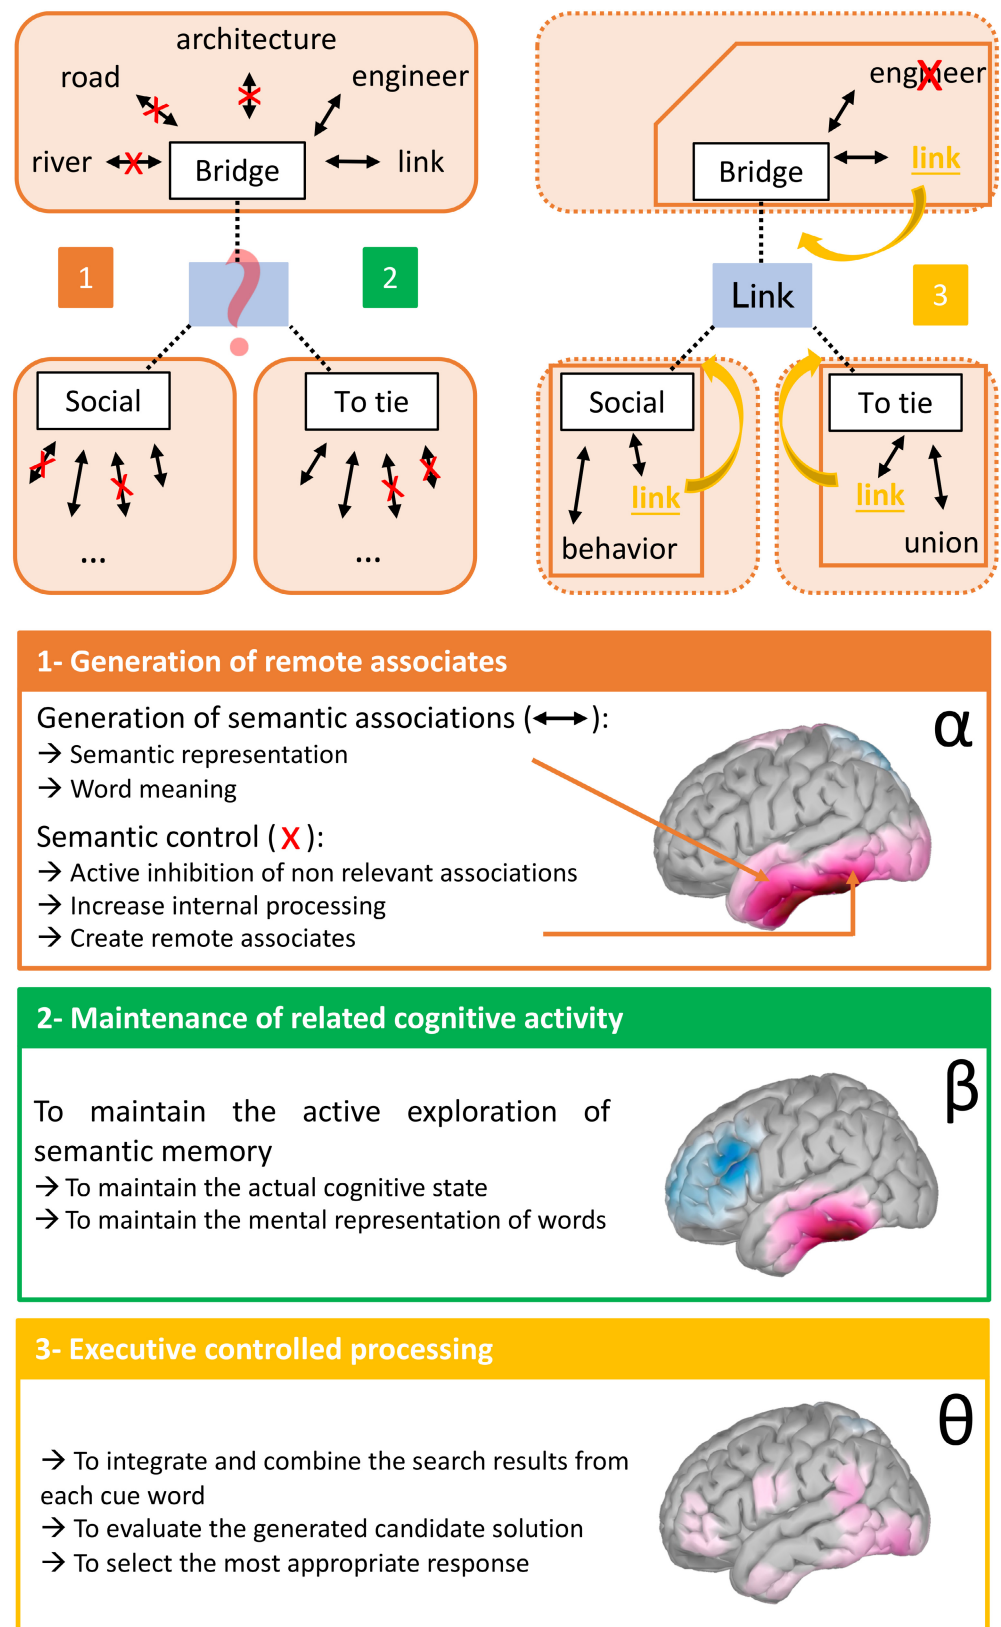 architecture
road
engineer
river
Bridge
link
1
?
2
Social
To tie
...
...
engineer
X
Bridge
link
Link
3
Social
To tie
link
link
behavior
union
1- Generation of remote associates
Generation of semantic associations (↔):
→ Semantic representation
→ Word meaning
Semantic control (X):
→ Active inhibition of non relevant associations
→ Increase internal processing
→ Create remote associates
α
2- Maintenance of related cognitive activity
To maintain the active exploration of
semantic memory
→ To maintain the actual cognitive state
→ To maintain the mental representation of words
β
3- Executive controlled processing
→ To integrate and combine the search results from
each cue word
→ To evaluate the generated candidate solution
→ To select the most appropriate response
θ